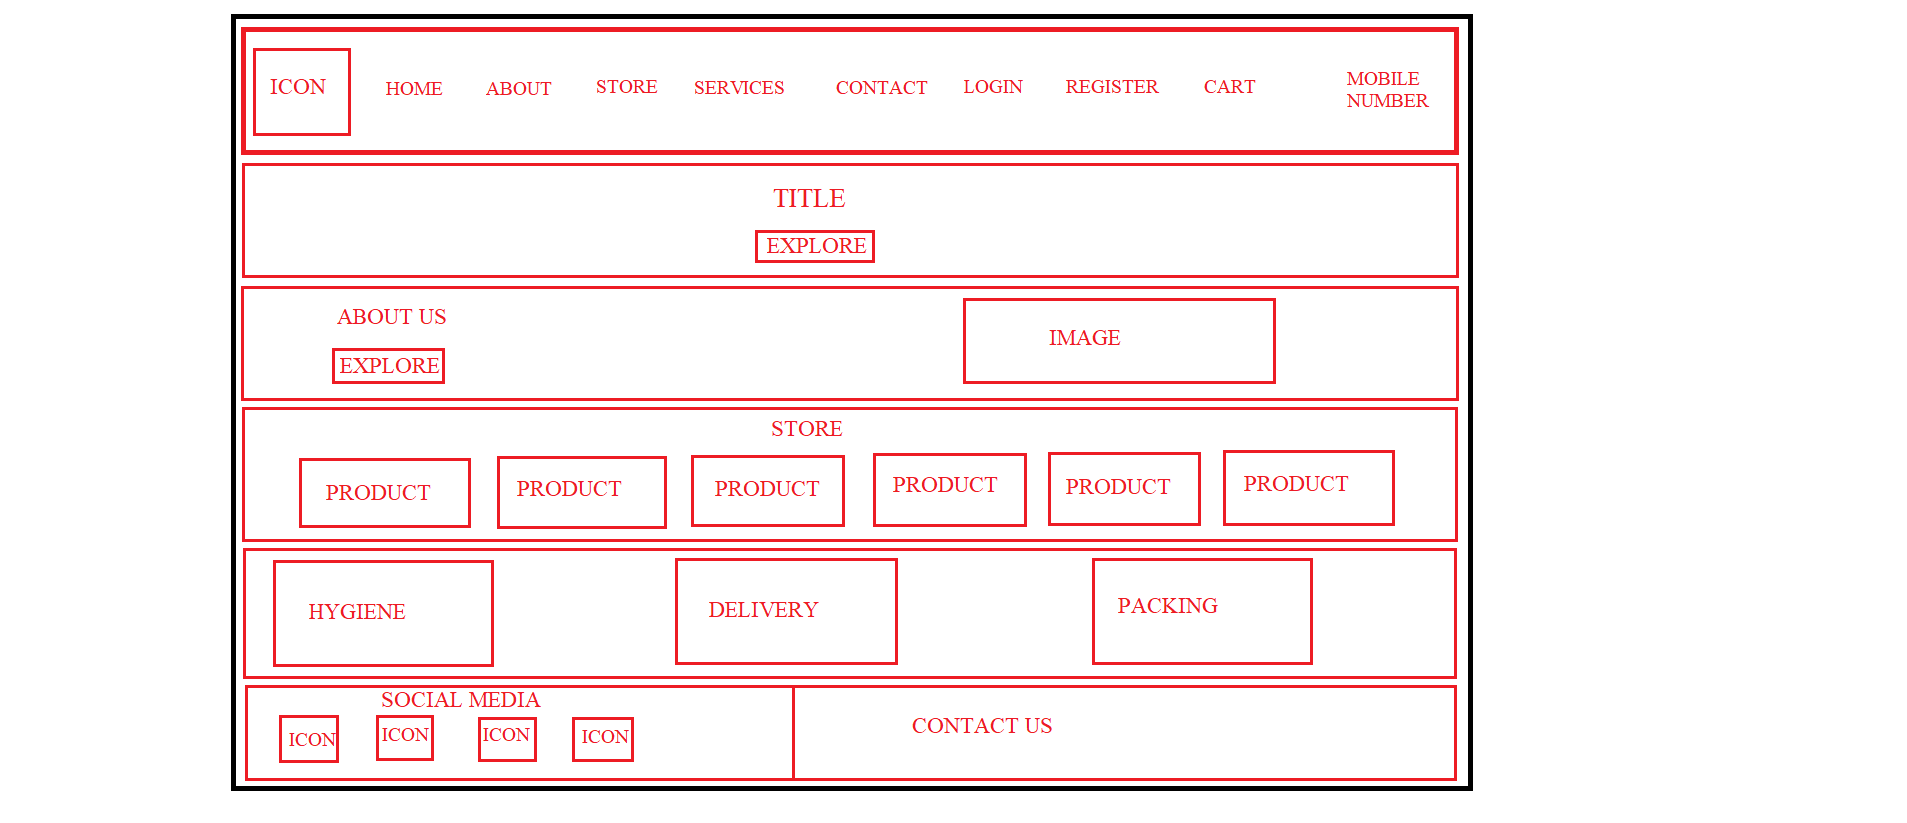 ICON
HOME
ABOUT
STORE
SERVICES
CONTACT
LOGIN
REGISTER
CART
MOBILE
NUMBER
TITLE
EXPLORE
ABOUT US
EXPLORE
IMAGE
STORE
PRODUCT
PRODUCT
PRODUCT
PRODUCT
PRODUCT
PRODUCT
HYGIENE
DELIVERY
PACKING
SOCIAL MEDIA
ICON
ICON
ICON
ICON
CONTACT US